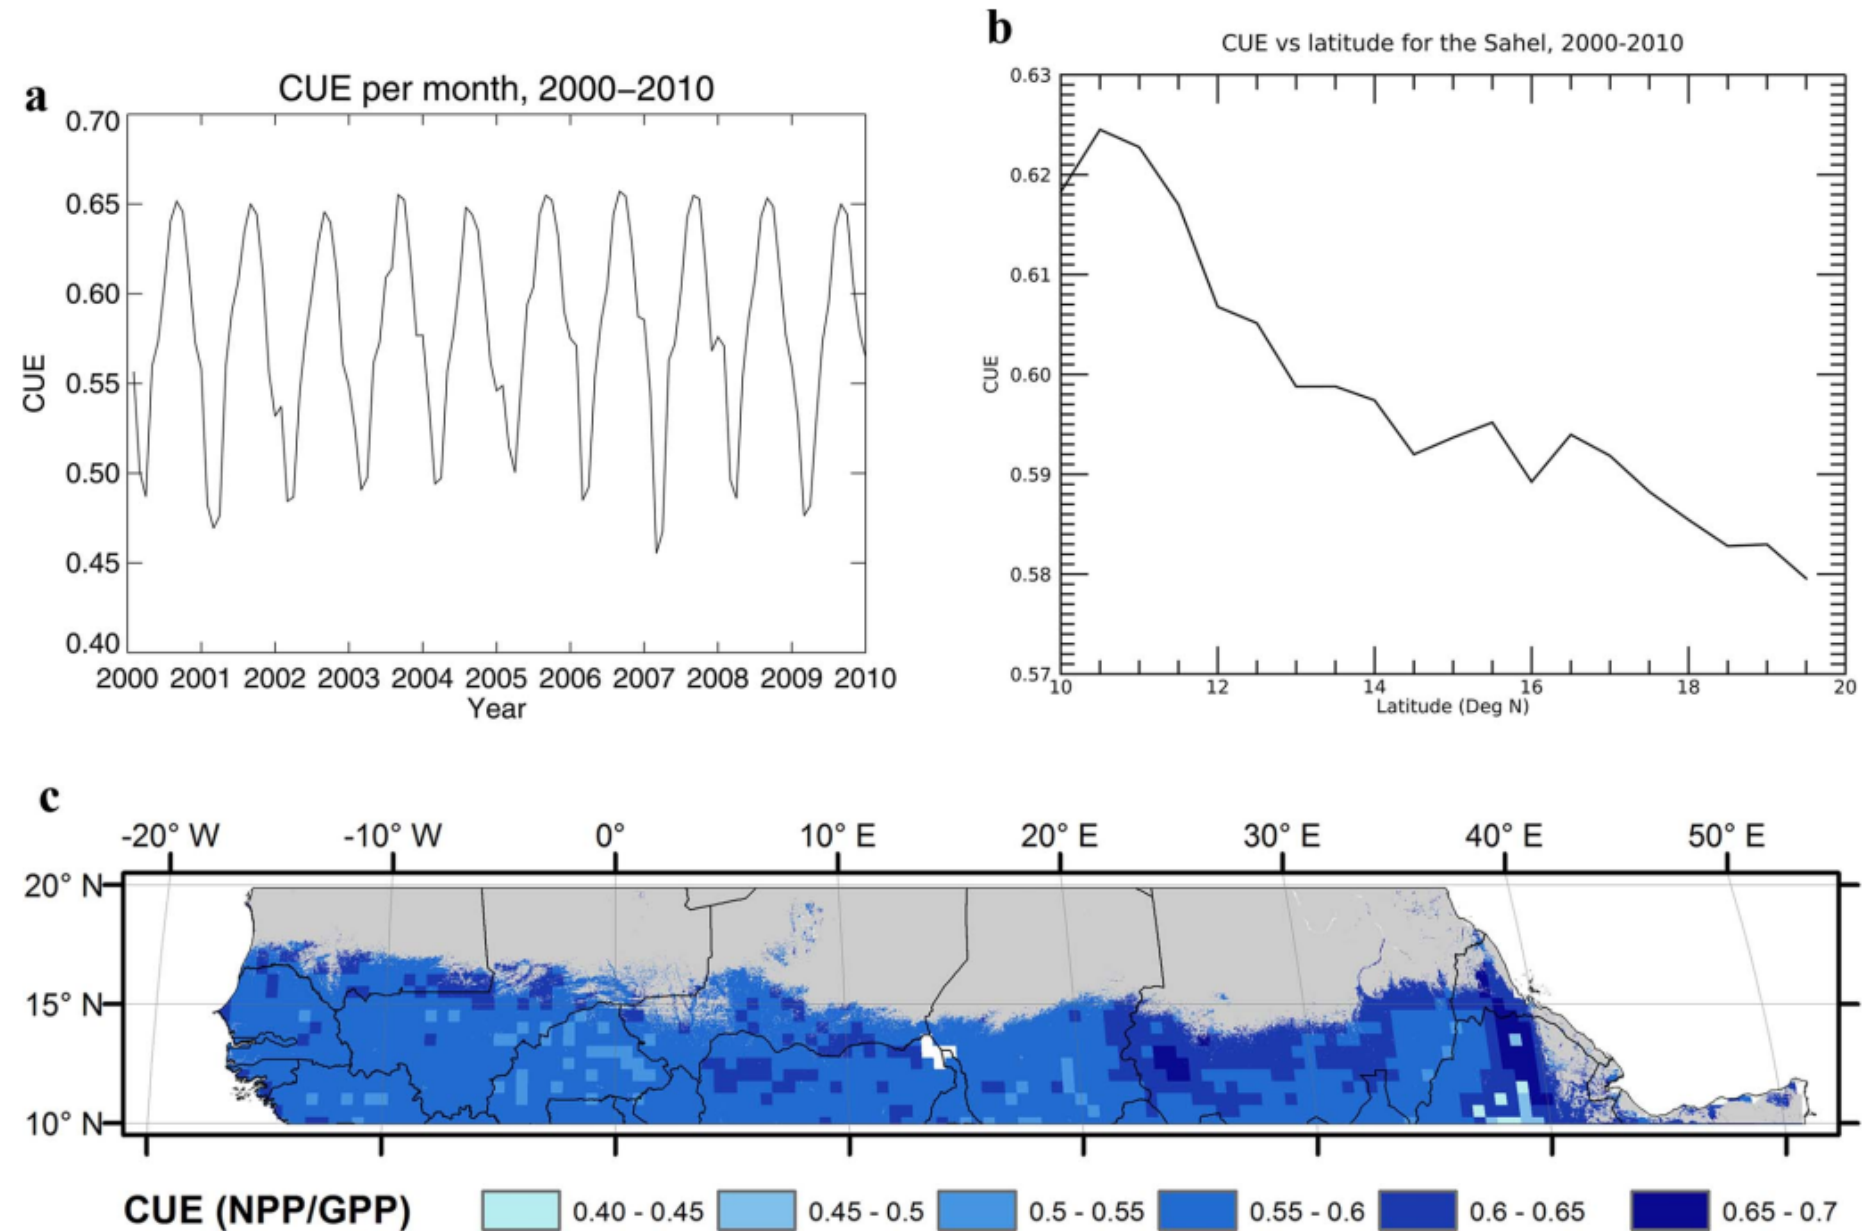 a
CUE per month, 2000–2010
0.70
0.65
0.60
0.55
0.50
0.45
0.40
CUE
2000 2001 2002 2003 2004 2005 2006 2007 2008 2009 2010
Year
b
CUE vs latitude for the Sahel, 2000-2010
0.63
0.62
0.61
0.60
0.59
0.58
0.57
CUE
10 12 14 16 18 20
Latitude (Deg N)
c
-20° W -10° W 0° 10° E 20° E 30° E 40° E 50° E
20° N
15° N
10° N
CUE (NPP/GPP) 0.40 - 0.45 0.45 - 0.5 0.5 - 0.55 0.55 - 0.6 0.6 - 0.65 0.65 - 0.7